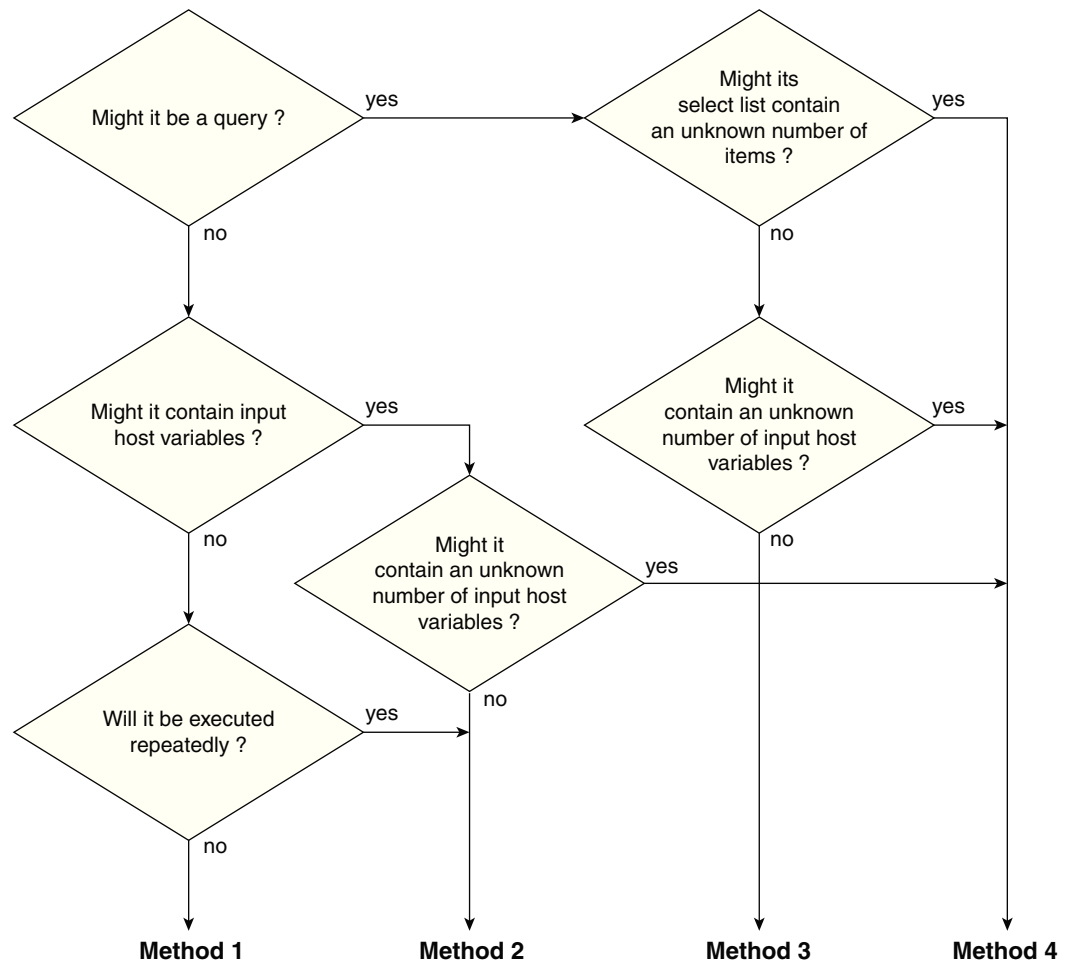 Might it be a query ?
yes
no
Might its
select list contain
an unknown number of
items ?
yes
no
Might it contain input
host variables ?
yes
no
Might it
contain an unknown
number of input host
variables ?
yes
no
Might it
contain an unknown
number of input host
variables ?
yes
no
Will it be executed
repeatedly ?
yes
no
Method 1
Method 2
Method 3
Method 4